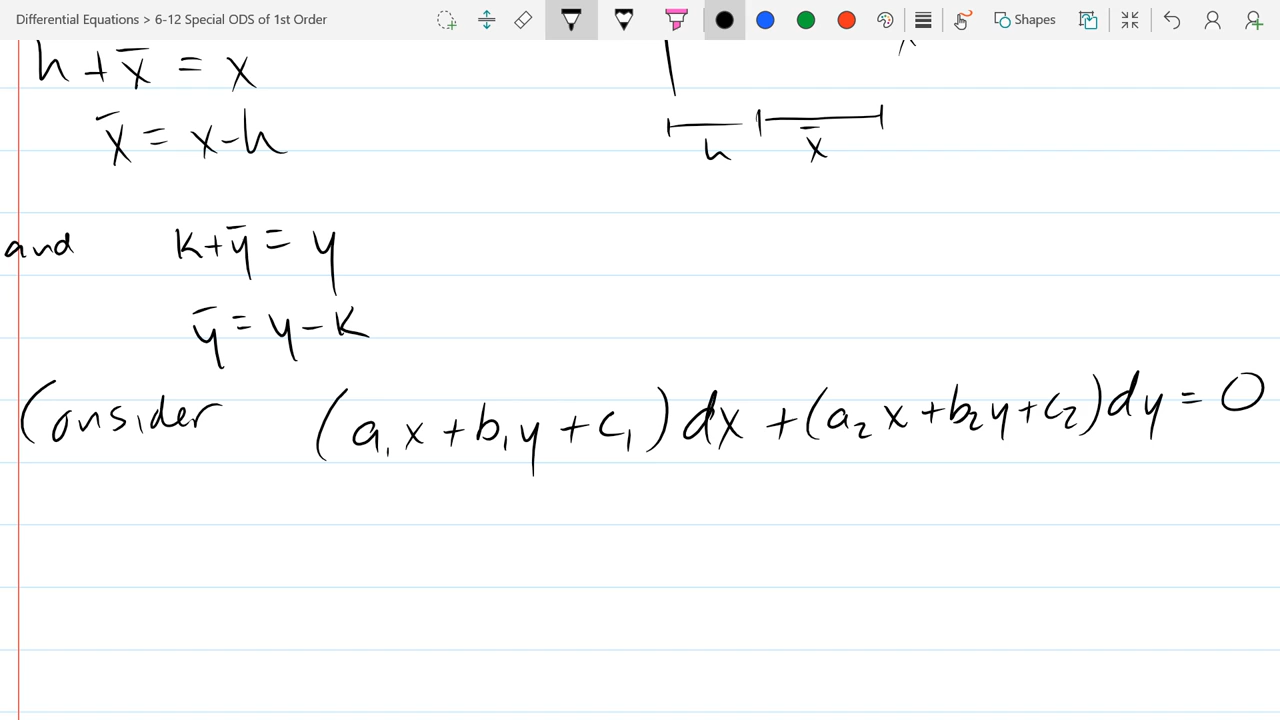 Differential Equations > 6-12 Special ODS of 1st Order
Shapes
h + x̄ = x
x̄ = x - h
h x̄
and k + ȳ = y
ȳ = y - k
Consider (a₁x + b₁y + c₁) dx + (a₂x + b₂y + c₂) dy = 0